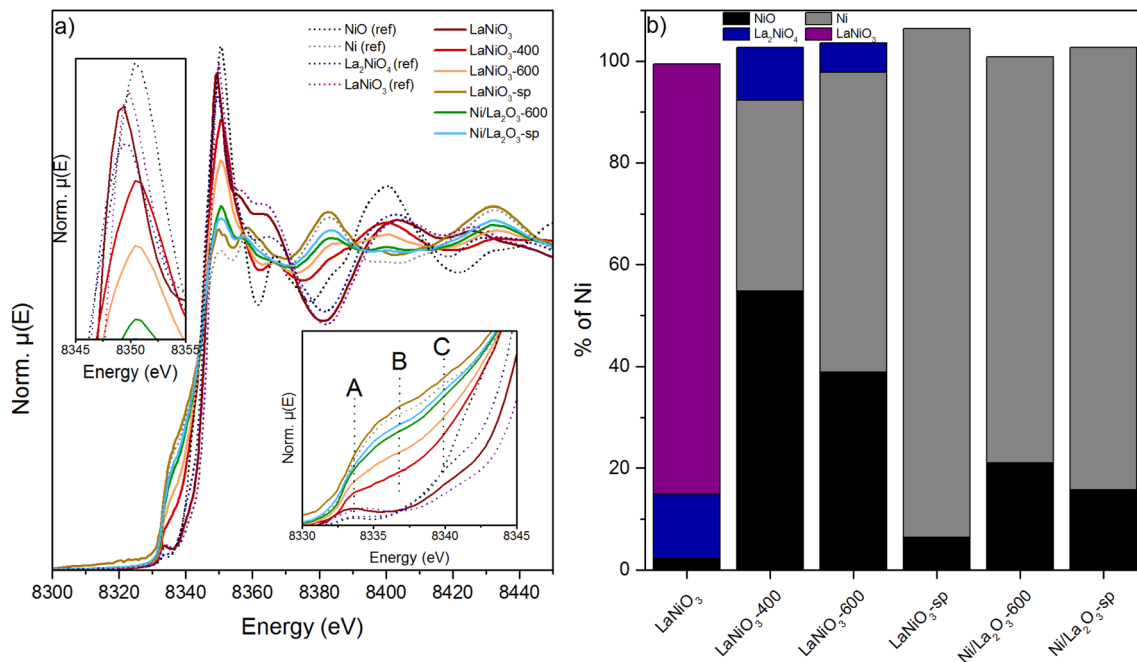 a)
NiO (ref)
Ni (ref)
La₂NiO₄ (ref)
LaNiO₃ (ref)
LaNiO₃
LaNiO₃-400
LaNiO₃-600
LaNiO₃-sp
Ni/La₂O₃-600
Ni/La₂O₃-sp
Norm. μ(E)
8345 8350 8355
Energy (eV)
Norm. μ(E)
A
B
C
Norm. μ(E)
8330 8335 8340 8345
Energy (eV)
8300 8320 8340 8360 8380 8400 8420 8440
Energy (eV)
b)
NiO
Ni
La₂NiO₄
LaNiO₃
% of Ni
100
80
60
40
20
0
LaNiO₃
LaNiO₃-400
LaNiO₃-600
LaNiO₃-sp
Ni/La₂O₃-600
Ni/La₂O₃-sp